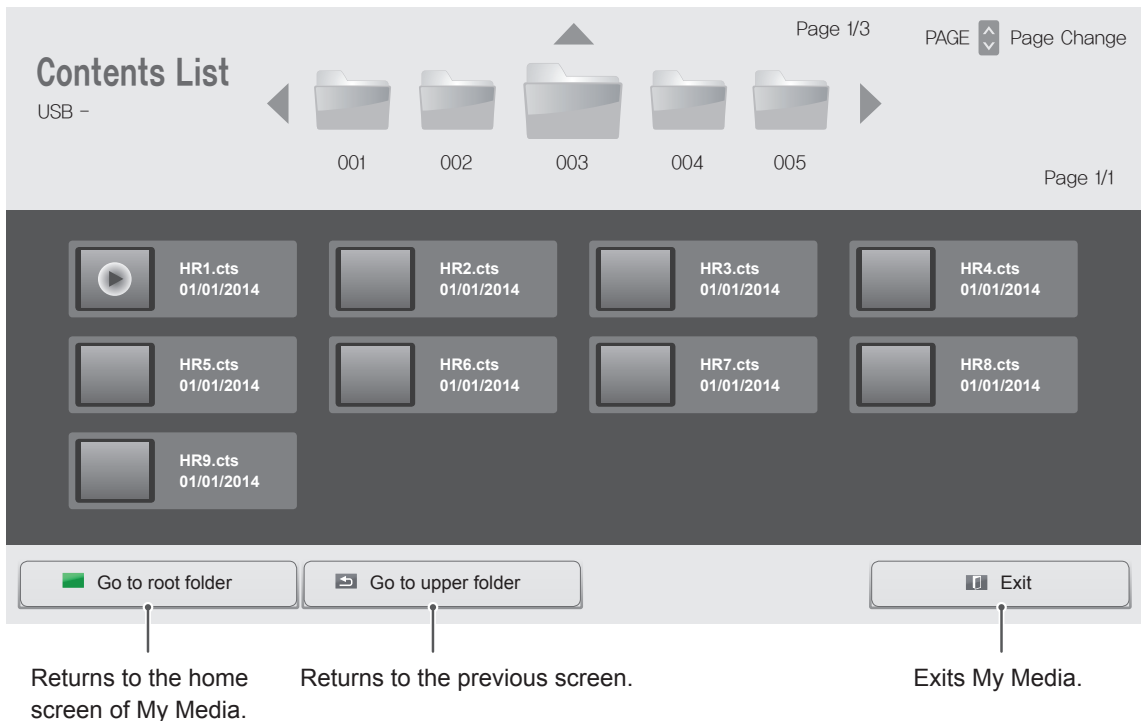 Page 1/3
PAGE Page Change
Contents List
USB -
001 002 003 004 005
Page 1/1
HR1.cts HR2.cts HR3.cts HR4.cts
01/01/2014 01/01/2014 01/01/2014 01/01/2014
HR5.cts HR6.cts HR7.cts HR8.cts
01/01/2014 01/01/2014 01/01/2014 01/01/2014
HR9.cts
01/01/2014
Go to root folder Go to upper folder Exit
Returns to the home
screen of My Media.
Returns to the previous screen.
Exits My Media.